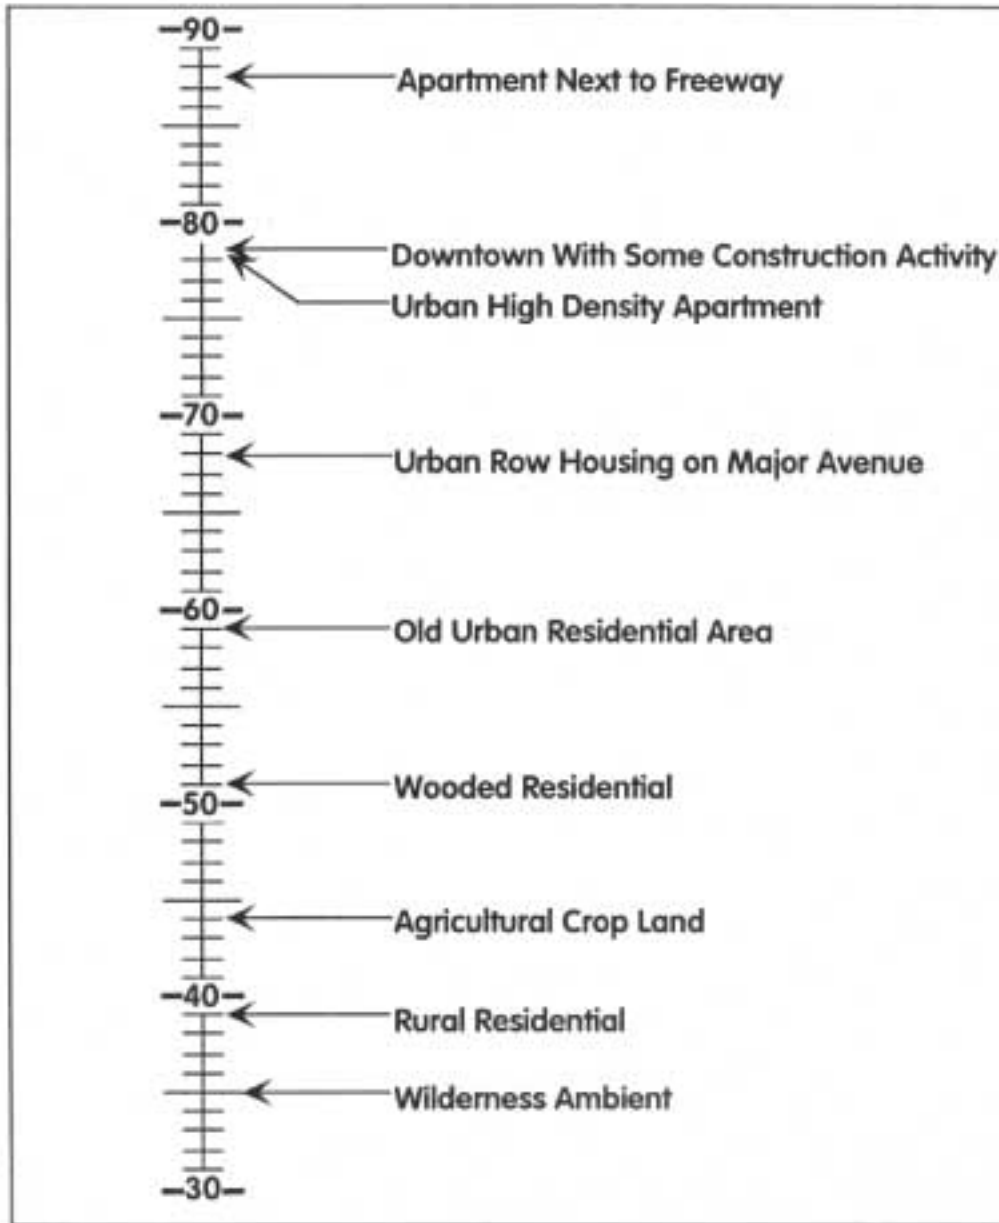 90
Apartment Next to Freeway
80
Downtown With Some Construction Activity
Urban High Density Apartment
70
Urban Row Housing on Major Avenue
60
Old Urban Residential Area
Wooded Residential
50
Agricultural Crop Land
40
Rural Residential
Wilderness Ambient
30